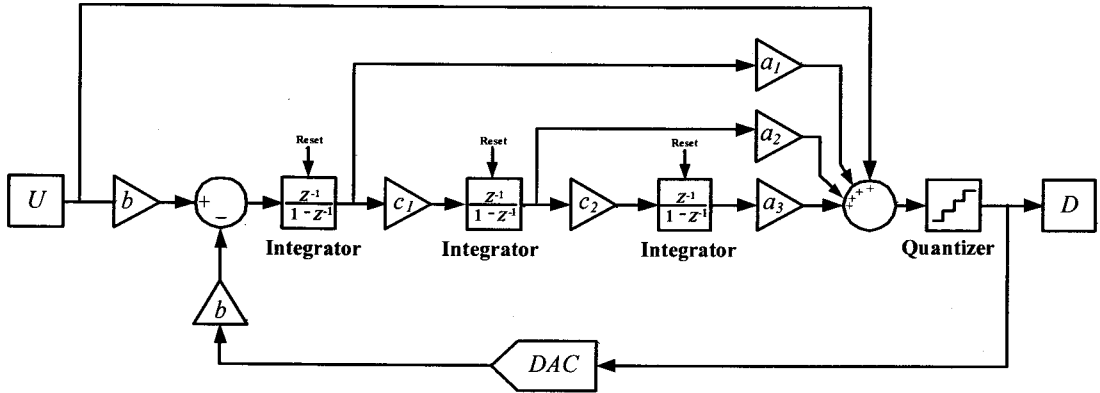 a₁
Reset
Reset
a₂
Reset
U
b
+
−
z⁻¹
1 - z⁻¹
c₁
z⁻¹
1 - z⁻¹
c₂
z⁻¹
1 - z⁻¹
a₃
+ + + +
D
Integrator
Integrator
Integrator
Quantizer
b
DAC